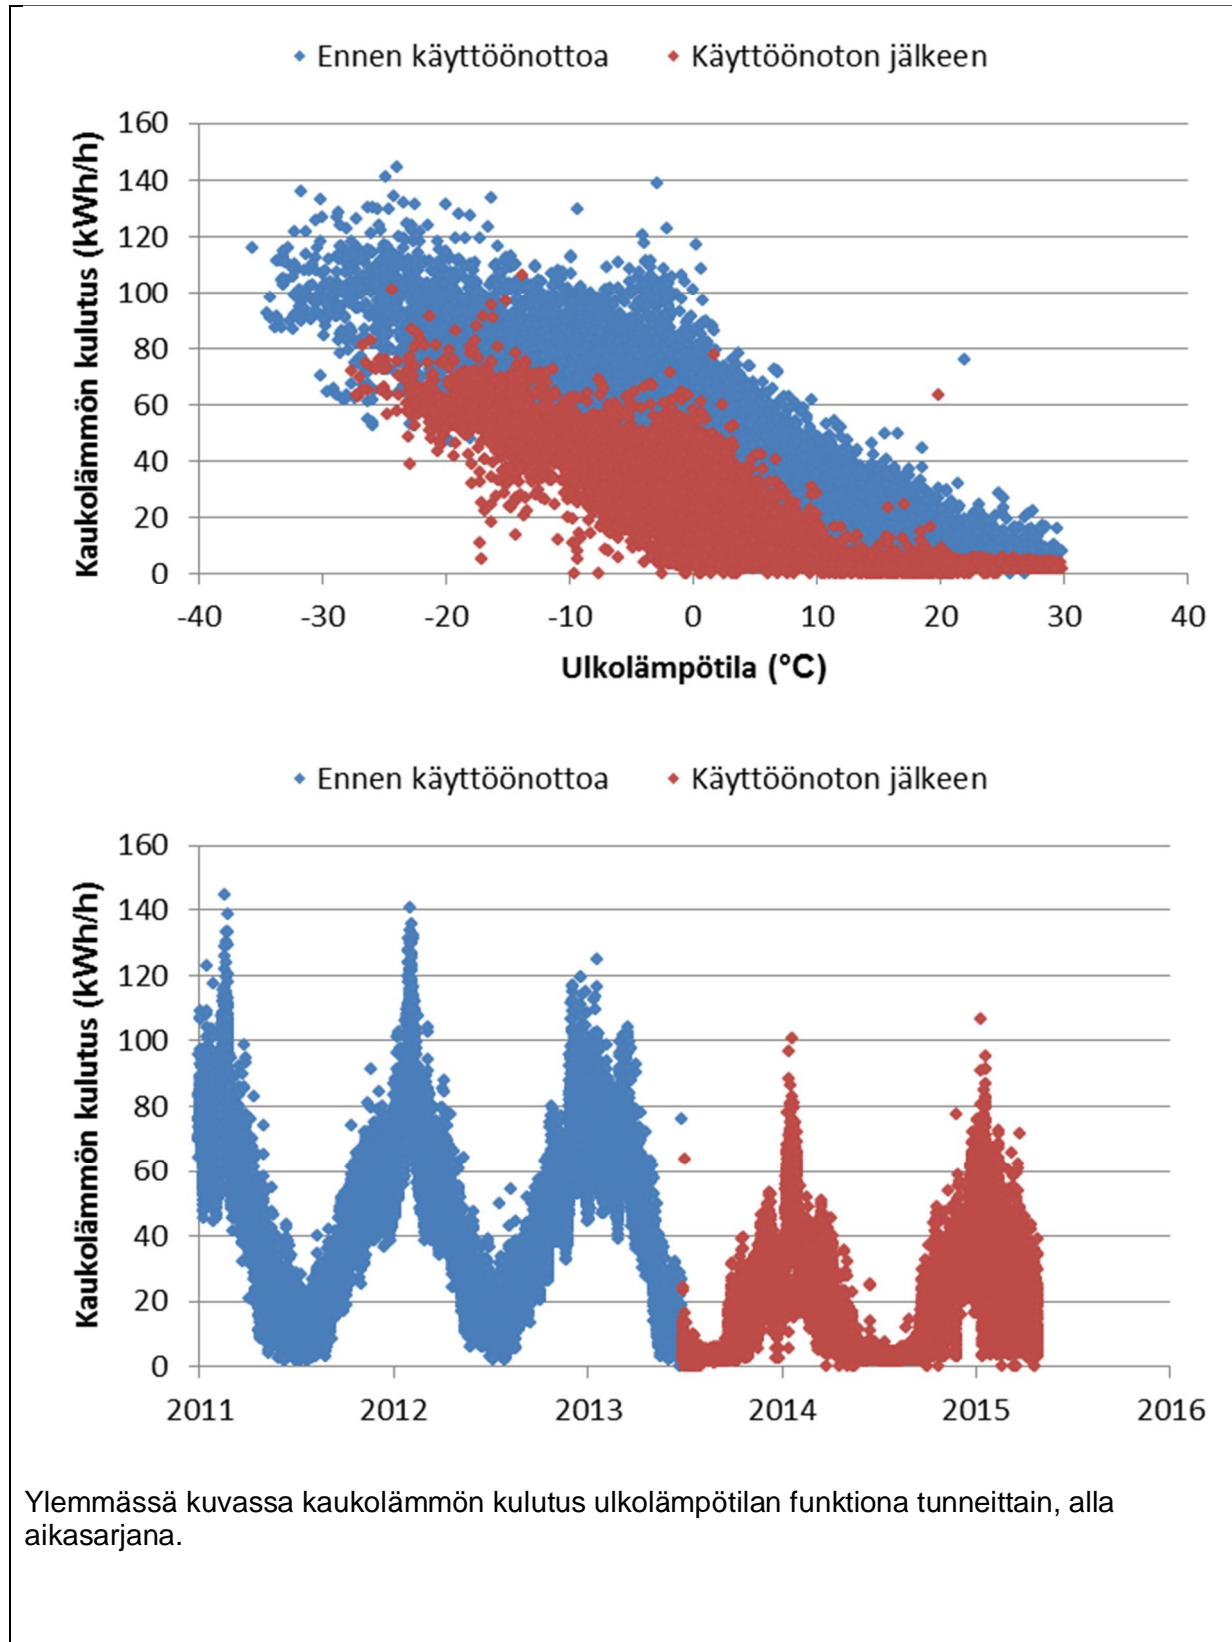 Ennen käyttöönottoa Käyttöönoton jälkeen
Kaukolämmön kulutus (kWh/h)
160
140
120
100
80
60
40
20
0
-40 -30 -20 -10 0 10 20 30 40
Ulkolämpötila (°C)
Ennen käyttöönottoa Käyttöönoton jälkeen
Kaukolämmön kulutus (kWh/h)
160
140
120
100
80
60
40
20
0
2011 2012 2013 2014 2015 2016
Ylemmässä kuvassa kaukolämmön kulutus ulkolämpötilan funktiona tunneittain, alla
aikasarjana.